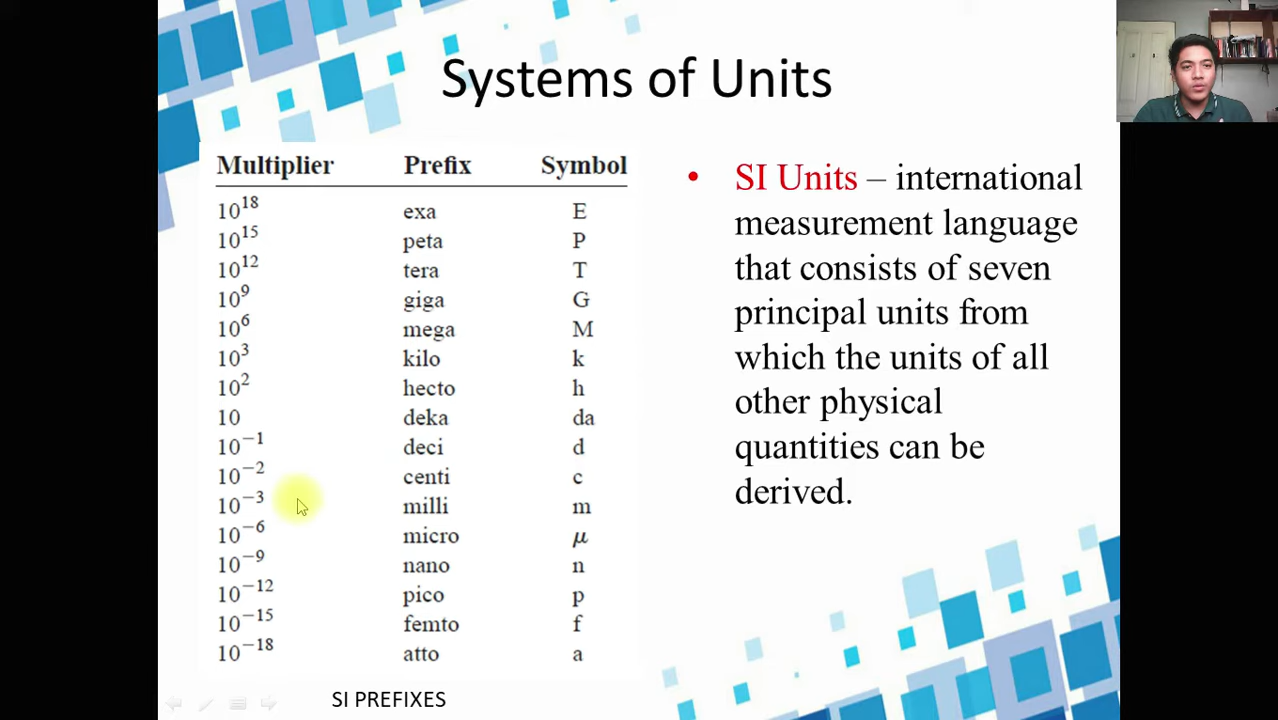 Systems of Units
Multiplier Prefix Symbol
10^18 exa E
10^15 peta P
10^12 tera T
10^9 giga G
10^6 mega M
10^3 kilo k
10^2 hecto h
10 deka da
10^−1 deci d
10^−2 centi c
10^−3 milli m
10^−6 micro μ
10^−9 nano n
10^−12 pico p
10^−15 femto f
10^−18 atto a
SI PREFIXES
• SI Units – international
measurement language
that consists of seven
principal units from
which the units of all
other physical
quantities can be
derived.